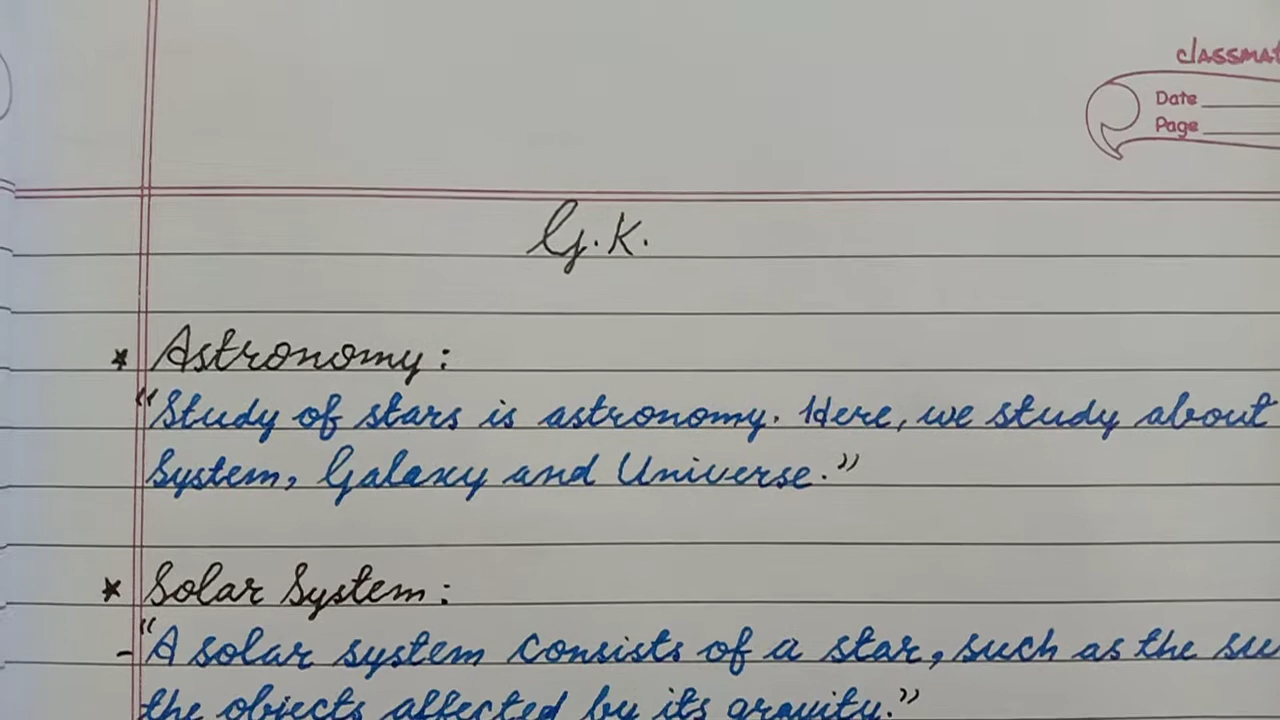 classmat
Date
Page
G.K.
* Astronomy:
"Study of stars is astronomy. Here, we study about
System, Galaxy and Universe."
* Solar System:
- "A solar system consists of a star, such as the su
the objects affected by its gravity."